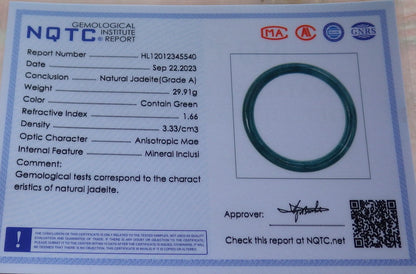 NQTC
GEMOLOGICAL
INSTITUTE
® REPORT
MA
GNRS
Report Number HL12012345540
Date Sep 22.2023
Conclusion Natural Jadeite(Grade A)
Weight 29.91g
Color Contain Green
Refractive Index 1.66
Density 3.33/cm3
Optic Character Anisotropic Mae
Internal Feature Mineral Inclusi
Comment:
Gemological tests correspond to the charact
eristics of natural jadeite.
Approver:
Check this report at NQTC.net
!